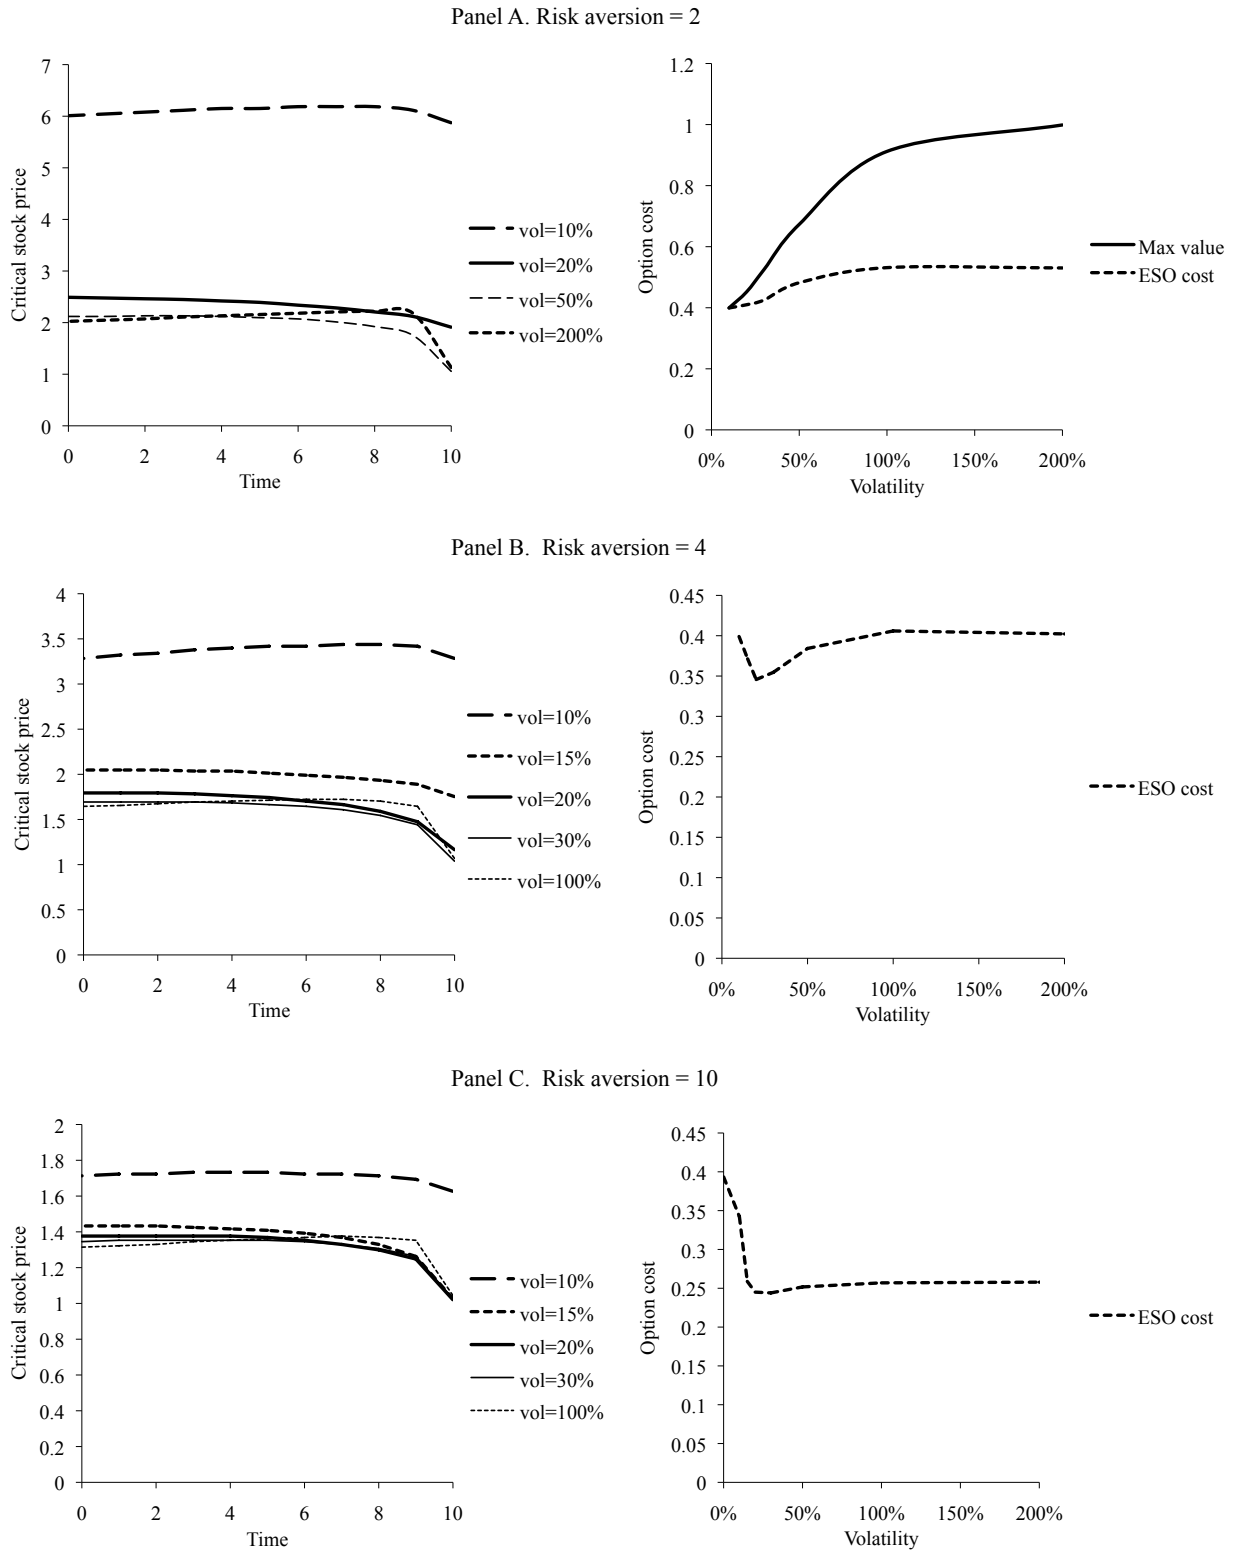 Panel A. Risk aversion = 2
7
6
5
4
3
2
1
0
Critical stock price
0 2 4 6 8 10
Time
vol=10%
vol=20%
vol=50%
vol=200%
1.2
1
0.8
0.6
0.4
0.2
0
Option cost
0% 50% 100% 150% 200%
Volatility
Max value
ESO cost
Panel B. Risk aversion = 4
4
3.5
3
2.5
2
1.5
1
0.5
0
Critical stock price
0 2 4 6 8 10
Time
vol=10%
vol=15%
vol=20%
vol=30%
vol=100%
0.45
0.4
0.35
0.3
0.25
0.2
0.15
0.1
0.05
0
Option cost
0% 50% 100% 150% 200%
Volatility
ESO cost
Panel C. Risk aversion = 10
2
1.8
1.6
1.4
1.2
1
0.8
0.6
0.4
0.2
0
Critical stock price
0 2 4 6 8 10
Time
vol=10%
vol=15%
vol=20%
vol=30%
vol=100%
0.45
0.4
0.35
0.3
0.25
0.2
0.15
0.1
0.05
0
Option cost
0% 50% 100% 150% 200%
Volatility
ESO cost